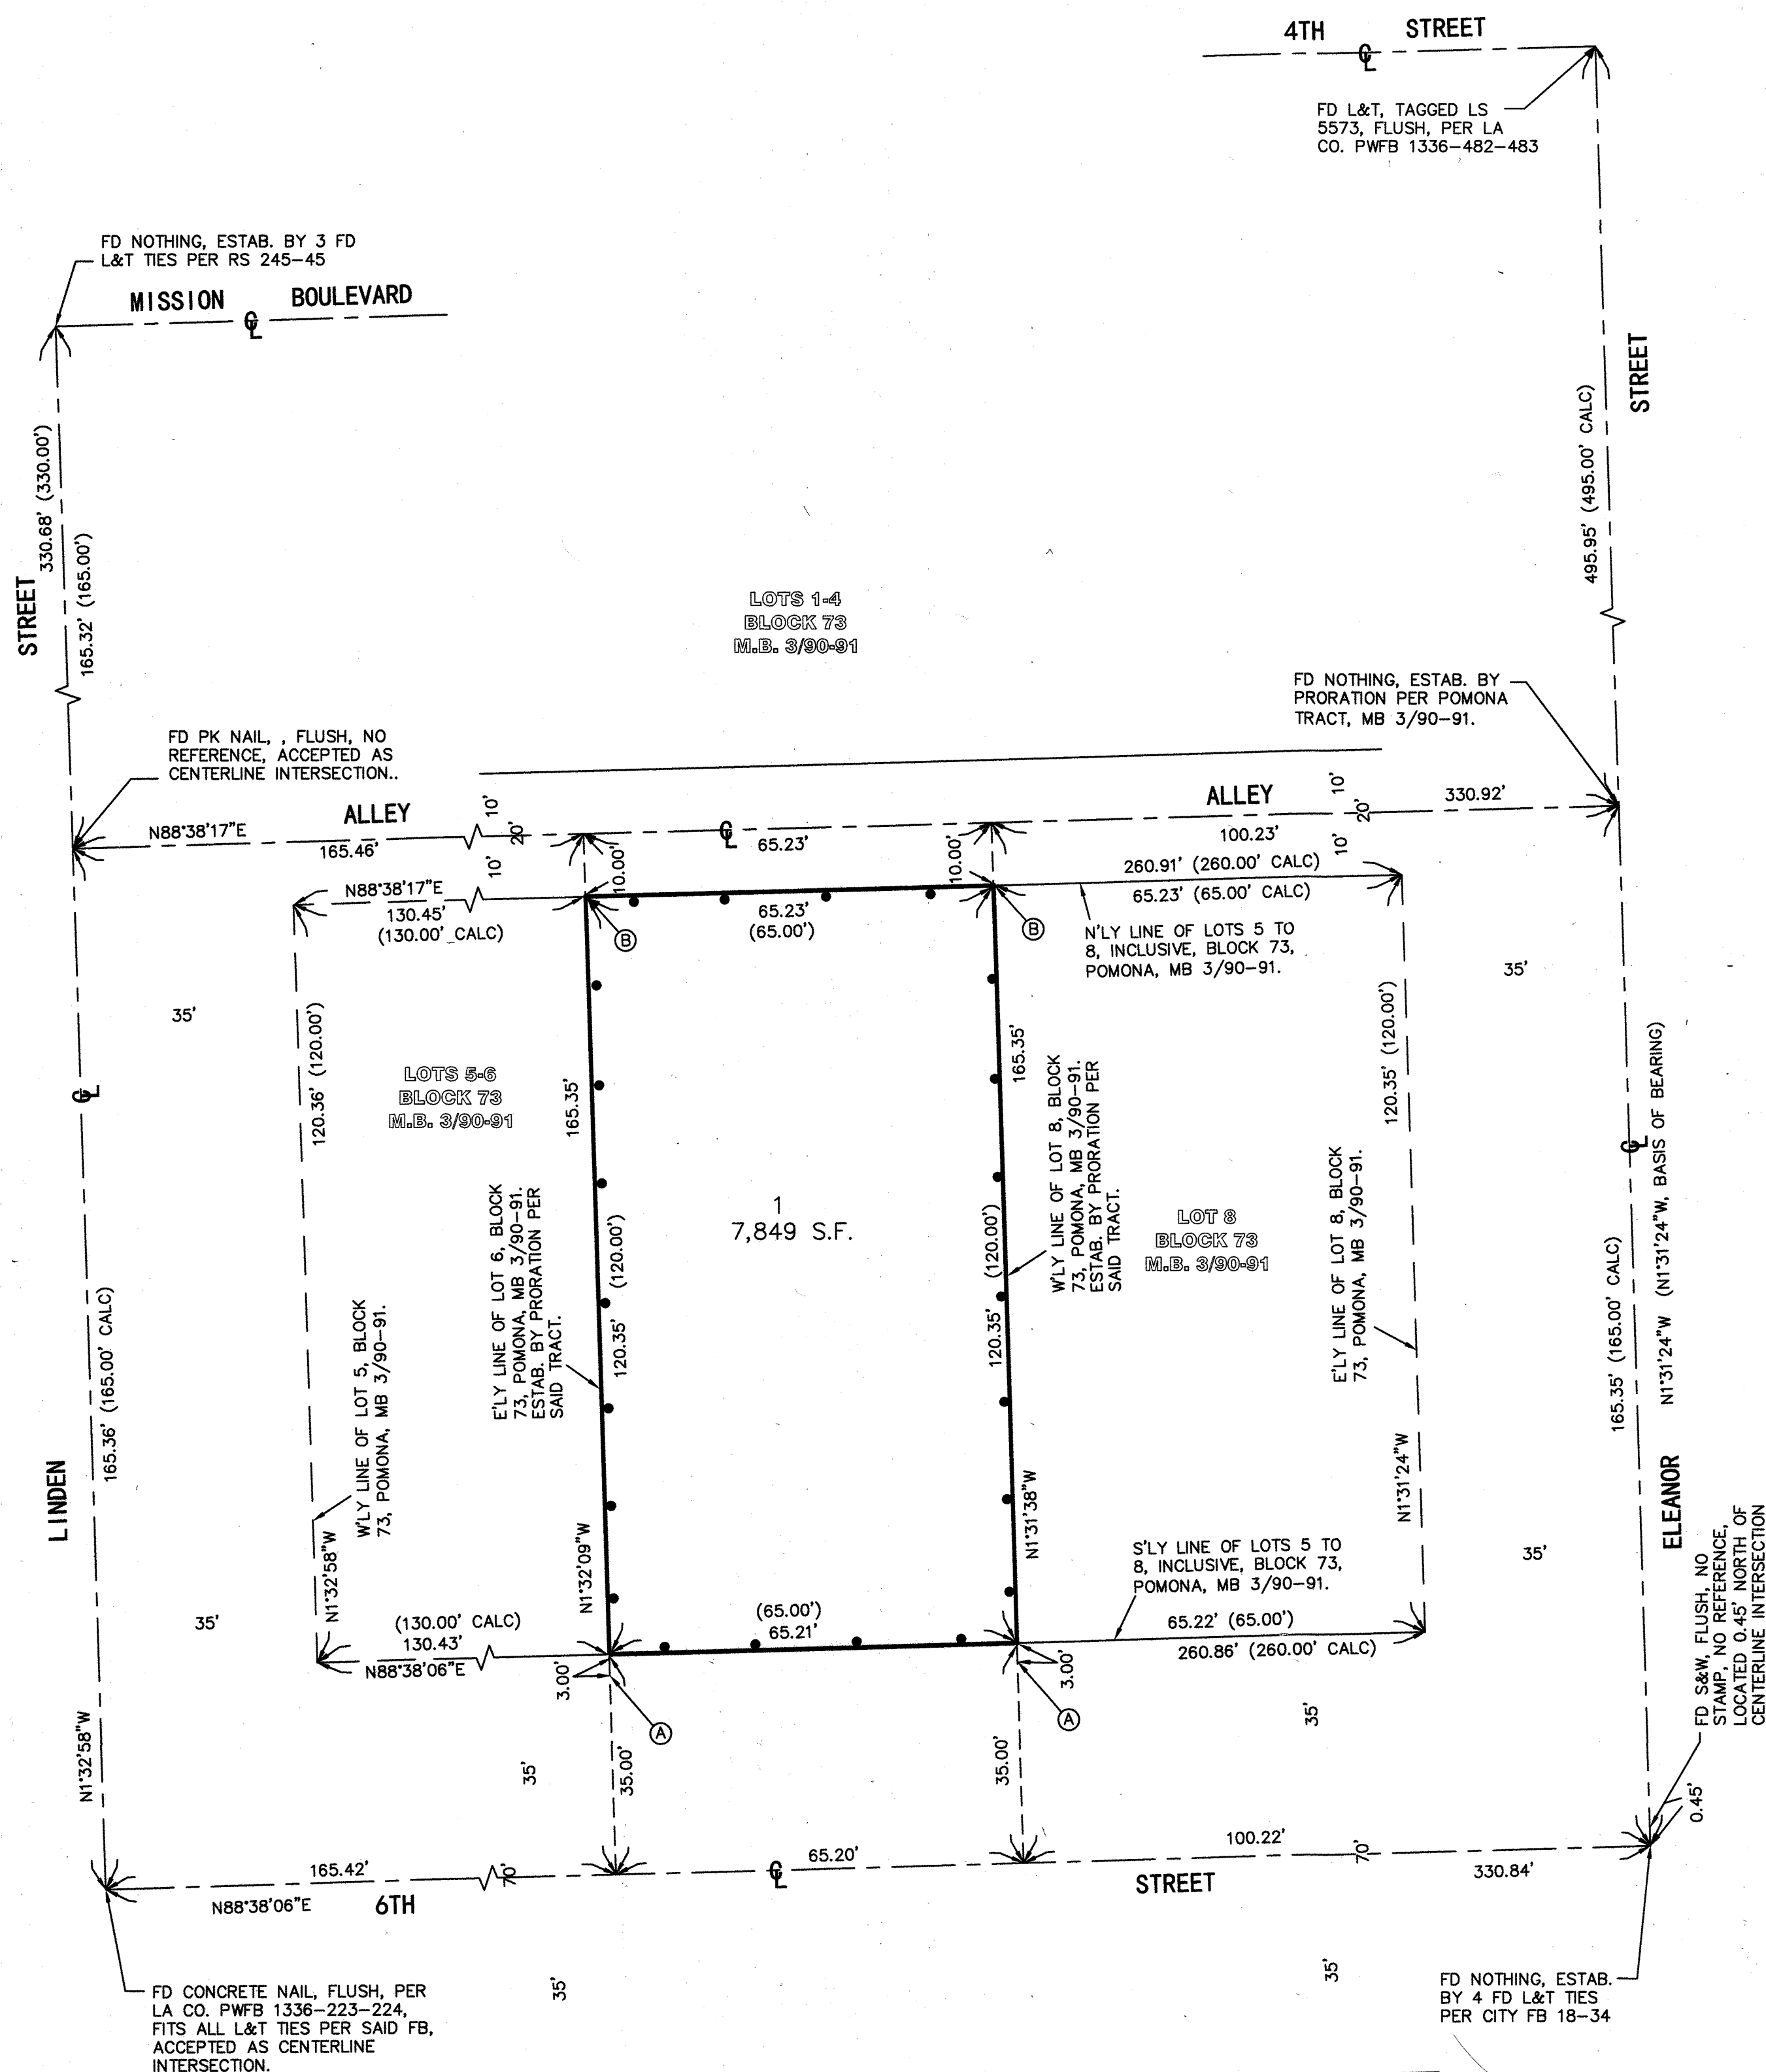 4TH STREET
FD L&T, TAGGED LS
5573, FLUSH, PER LA
CO. PWFB 1336-482-483
FD NOTHING, ESTAB. BY 3 FD
L&T TIES PER RS 245-45
MISSION BOULEVARD
STREET
330.68' (330.00')
165.32' (165.00')
STREET
495.95' (495.00' CALC)
LOTS 1-4
BLOCK 73
M.B. 3/90-91
FD NOTHING, ESTAB. BY
PRORATION PER POMONA
TRACT, MB 3/90-91.
FD PK NAIL, , FLUSH, NO
REFERENCE, ACCEPTED AS
CENTERLINE INTERSECTION..
ALLEY
ALLEY
10'
20'
10'
10'
20'
10'
330.92'
N88°38'17"E
165.46'
65.23'
100.23'
10.00'
10.00'
260.91' (260.00' CALC)
65.23' (65.00' CALC)
N88°38'17"E
130.45'
(130.00' CALC)
65.23'
(65.00')
B
B
N'LY LINE OF LOTS 5 TO
8, INCLUSIVE, BLOCK 73,
POMONA, MB 3/90-91.
35'
35'
120.36' (120.00')
LOTS 5-6
BLOCK 73
M.B. 3/90-91
165.35'
165.35'
120.35' (120.00')
E'LY LINE OF LOT 6, BLOCK
73, POMONA, MB 3/90-91.
ESTAB. BY PRORATION PER
SAID TRACT.
120.35' (120.00')
1
7,849 S.F.
120.35' (120.00')
W'LY LINE OF LOT 8, BLOCK
73, POMONA, MB 3/90-91.
ESTAB. BY PRORATION PER
SAID TRACT.
LOT 8
BLOCK 73
M.B. 3/90-91
E'LY LINE OF LOT 8, BLOCK
73, POMONA, MB 3/90-91.
165.35' (165.00' CALC)
N1°31'24"W (N1°31'24"W, BASIS OF BEARING)
LINDEN
165.36' (165.00' CALC)
W'LY LINE OF LOT 5, BLOCK
73, POMONA, MB 3/90-91.
N1°32'58"W
N1°32'09"W
N1°31'38"W
N1°31'24"W
ELEANOR
FD S&W, FLUSH, NO
STAMP, NO REFERENCE,
LOCATED 0.45' NORTH OF
CENTERLINE INTERSECTION
S'LY LINE OF LOTS 5 TO
8, INCLUSIVE, BLOCK 73,
POMONA, MB 3/90-91.
35'
35'
(130.00' CALC)
130.43'
N88°38'06"E
(65.00')
65.21'
65.22' (65.00')
260.86' (260.00' CALC)
3.00'
3.00'
A
A
N1°32'58"W
35'
35.00'
35.00'
35'
0.45'
165.42'
70'
65.20'
100.22'
70'
330.84'
N88°38'06"E
6TH STREET
35'
35'
FD CONCRETE NAIL, FLUSH, PER
LA CO. PWFB 1336-223-224,
FITS ALL L&T TIES PER SAID FB,
ACCEPTED AS CENTERLINE
INTERSECTION.
FD NOTHING, ESTAB.
BY 4 FD L&T TIES
PER CITY FB 18-34